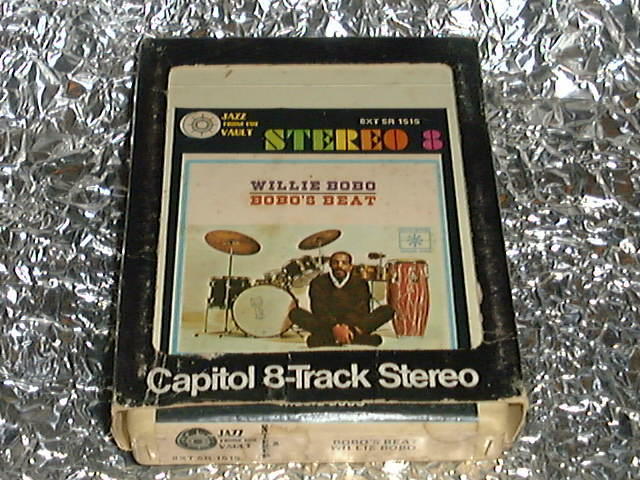 JAZZ
FROM THE
VAULT
8XT SR 1515
STEREO 8
WILLIE BOBO
BOBO'S BEAT
Capitol 8-Track Stereo
JAZZ
FROM THE
VAULT
8XT SR 1515
BOBO'S BEAT
WILLIE BOBO